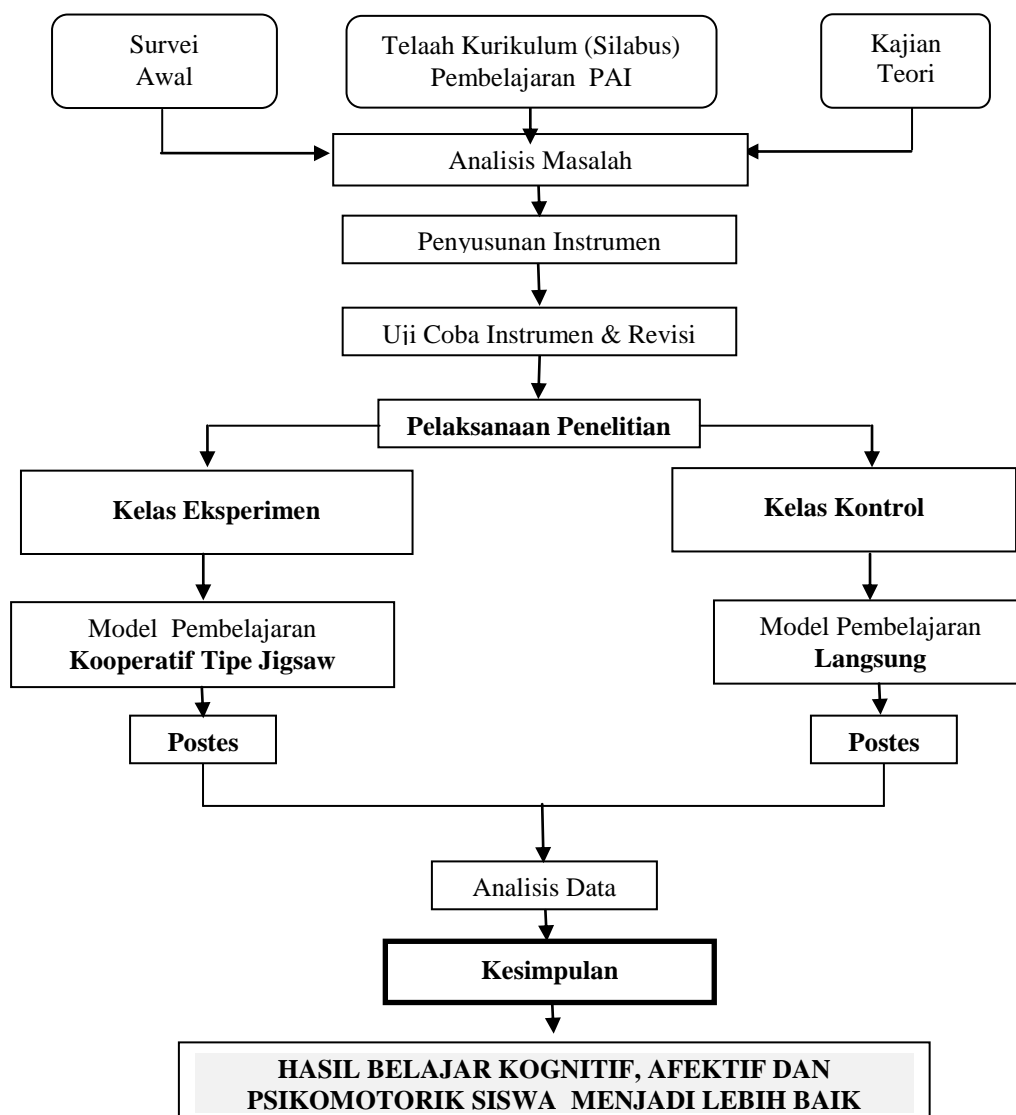 Survei
Awal
Telaah Kurikulum (Silabus)
Pembelajaran PAI
Kajian
Teori
Analisis Masalah
Penyusunan Instrumen
Uji Coba Instrumen & Revisi
Pelaksanaan Penelitian
Kelas Eksperimen
Kelas Kontrol
Model Pembelajaran
Kooperatif Tipe Jigsaw
Model Pembelajaran
Langsung
Postes
Postes
Analisis Data
Kesimpulan
HASIL BELAJAR KOGNITIF, AFEKTIF DAN
PSIKOMOTORIK SISWA MENJADI LEBIH BAIK